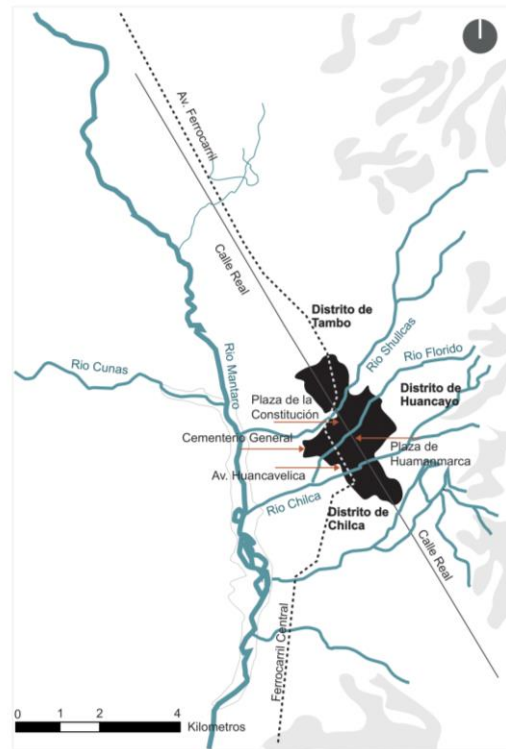 Av. Ferrocarril
Calle Real
Distrito de
Tambo
Rio Shullcas
Rio Florido
Rio Mantaro
Rio Cunas
Distrito de
Huancayo
Plaza de la
Constitución
Cementerio General
Plaza de
Huamanmarca
Av. Huancavelica
Rio Chilca
Distrito de
Chilca
Calle Real
Ferrocarril Central
0 1 2 4
Kilometros